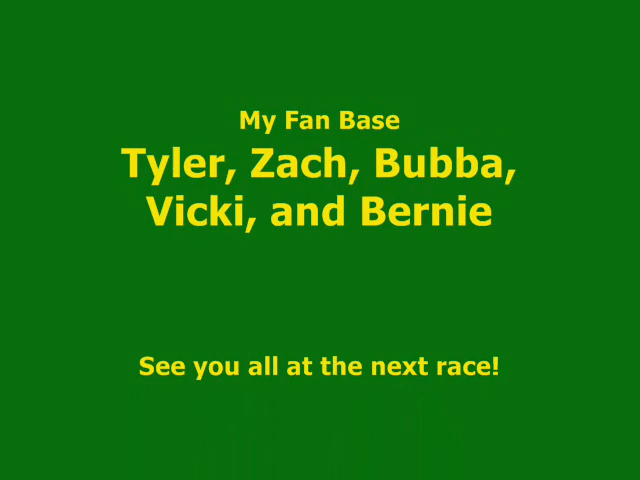 My Fan Base
Tyler, Zach, Bubba,
Vicki, and Bernie
See you all at the next race!